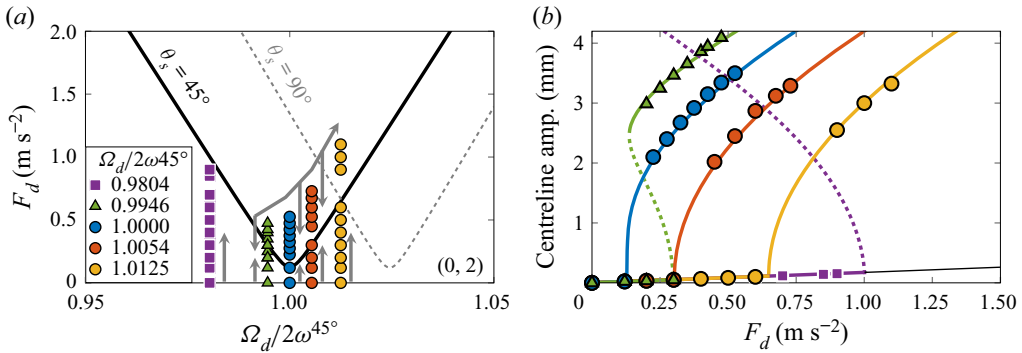 (a)
(b)
2.0
1.5
1.0
0.5
0
F_d (m s⁻²)
θ_s = 45°
θ_s = 90°
Ω_d/2ω45°
0.9804
0.9946
1.0000
1.0054
1.0125
(0, 2)
0.95
1.00
1.05
Ω_d/2ω^45°
4
3
2
1
0
Centreline amp. (mm)
0.25
0.50
0.75
1.00
1.25
1.50
F_d (m s⁻²)